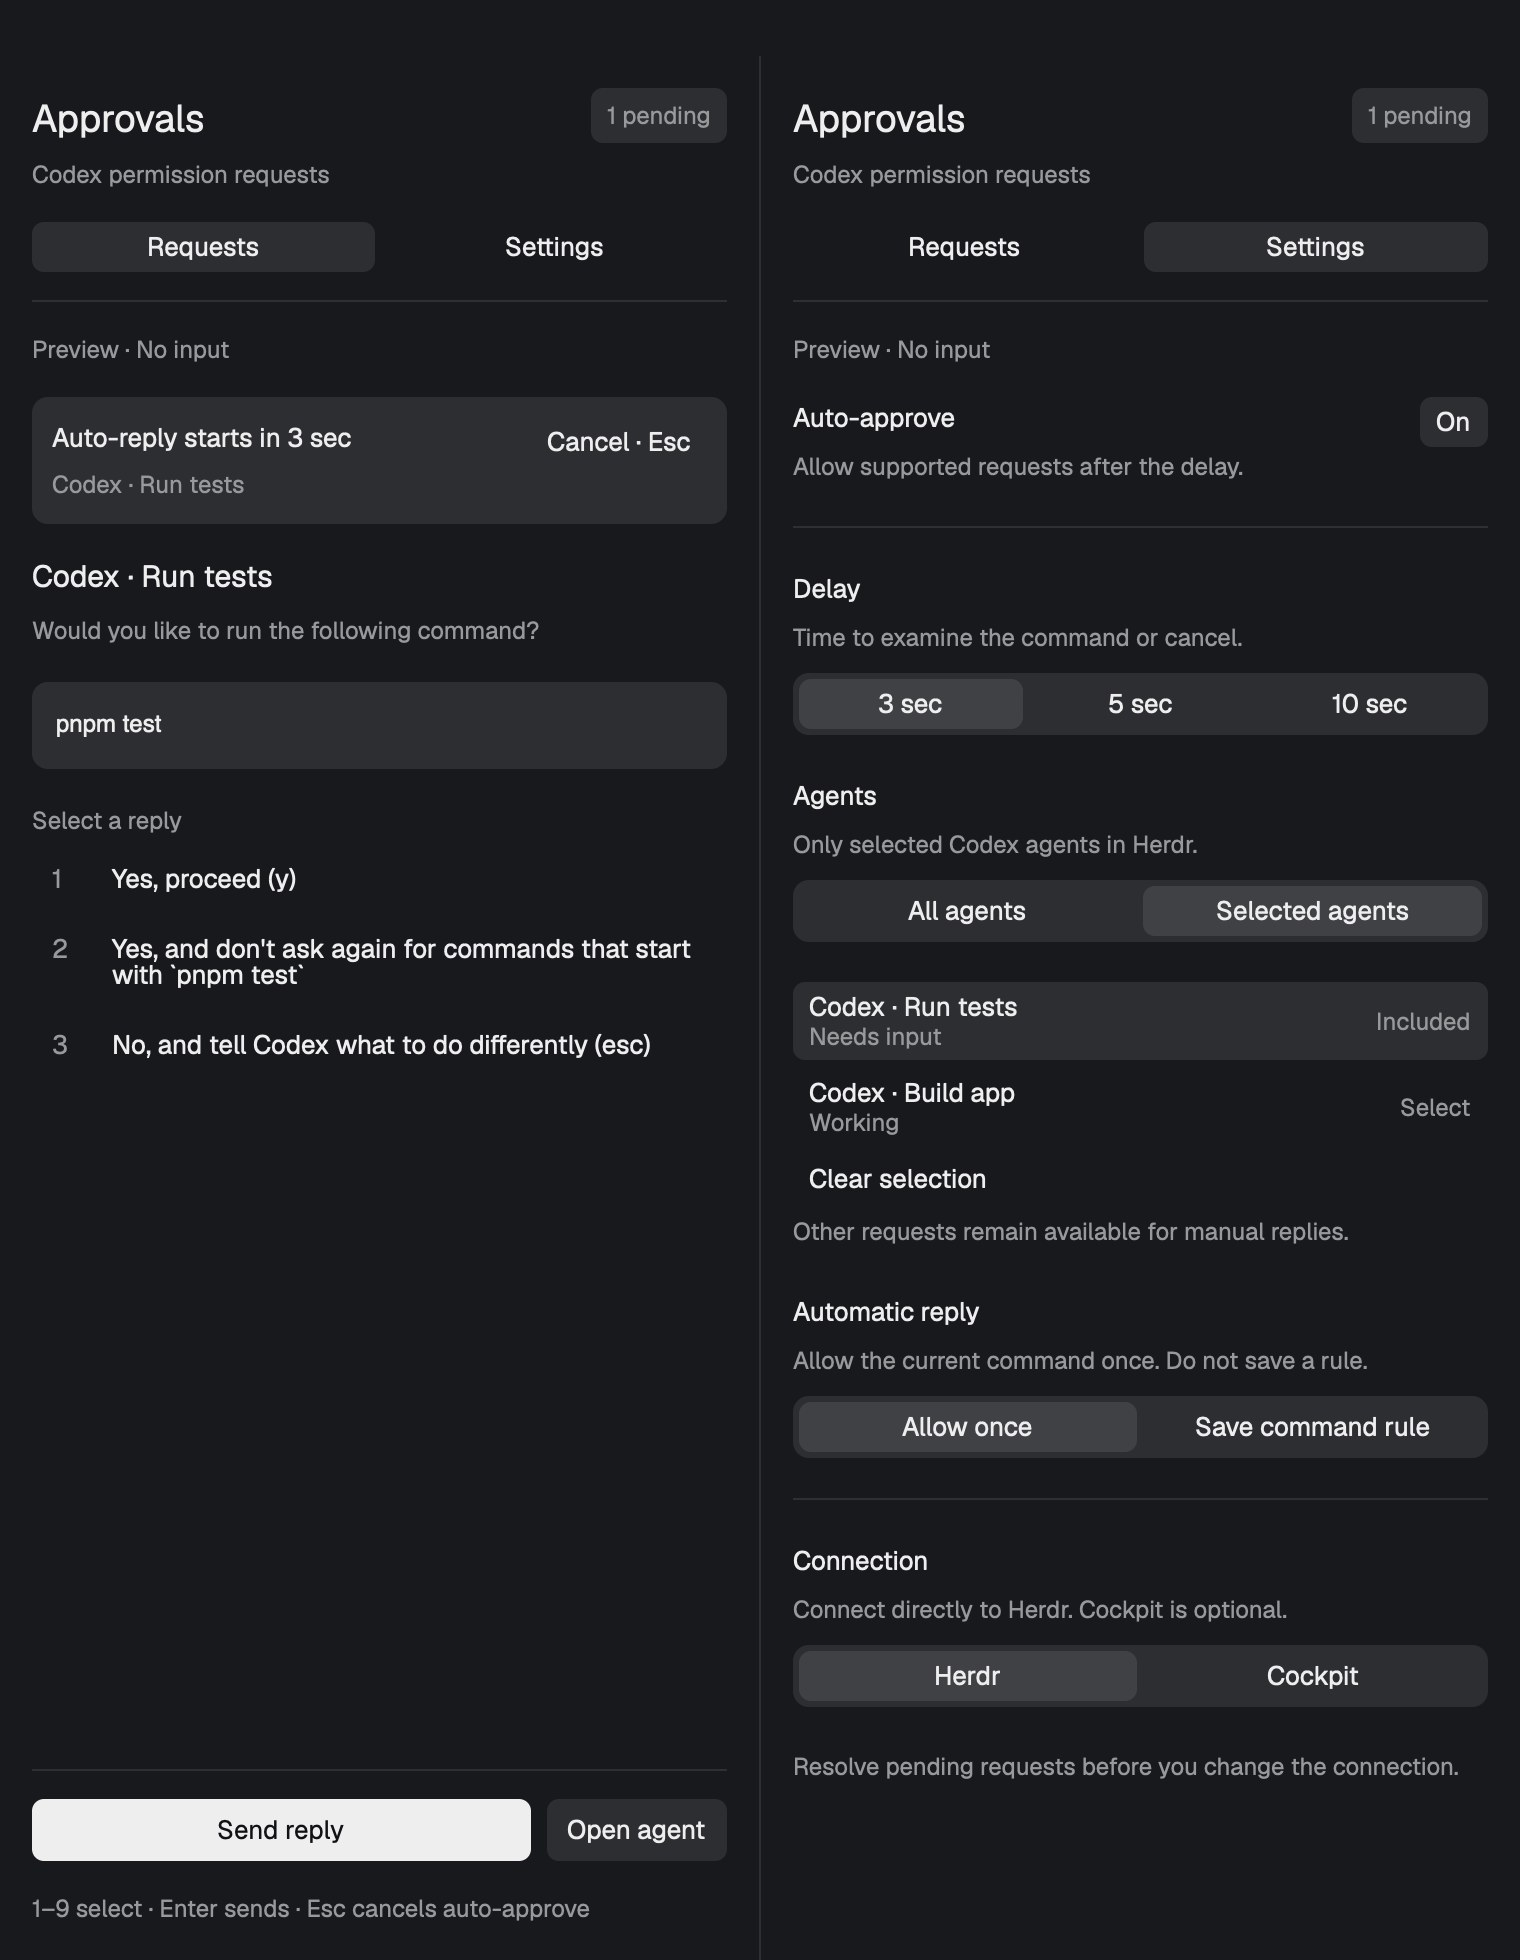 Approvals
1 pending
Codex permission requests
Requests
Settings
Preview · No input
Auto-reply starts in 3 sec
Cancel · Esc
Codex · Run tests
Codex · Run tests
Would you like to run the following command?
pnpm test
Select a reply
1 Yes, proceed (y)
2 Yes, and don't ask again for commands that start
with `pnpm test`
3 No, and tell Codex what to do differently (esc)
Send reply
Open agent
1–9 select · Enter sends · Esc cancels auto-approve
Approvals
1 pending
Codex permission requests
Requests
Settings
Preview · No input
Auto-approve
On
Allow supported requests after the delay.
Delay
Time to examine the command or cancel.
3 sec
5 sec
10 sec
Agents
Only selected Codex agents in Herdr.
All agents
Selected agents
Codex · Run tests
Needs input
Included
Codex · Build app
Working
Select
Clear selection
Other requests remain available for manual replies.
Automatic reply
Allow the current command once. Do not save a rule.
Allow once
Save command rule
Connection
Connect directly to Herdr. Cockpit is optional.
Herdr
Cockpit
Resolve pending requests before you change the connection.